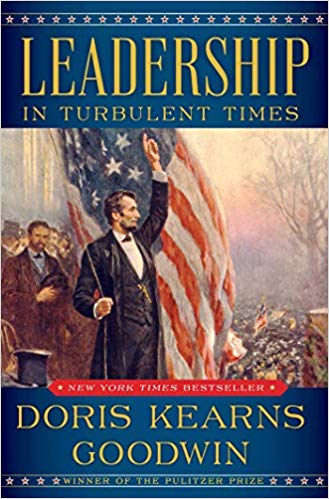 LEADERSHIP
IN TURBULENT TIMES
NEW YORK TIMES BESTSELLER
DORIS KEARNS
GOODWIN
WINNER OF THE PULITZER PRIZE